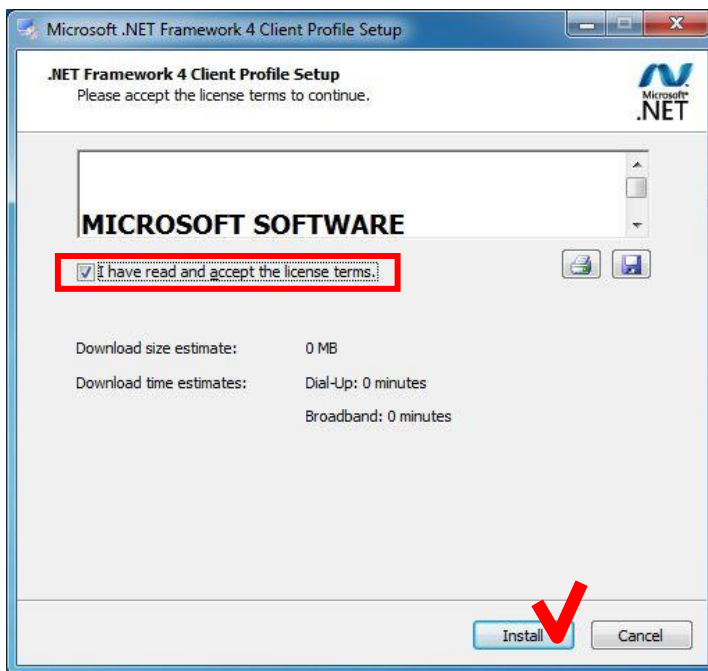 Microsoft .NET Framework 4 Client Profile Setup
.NET Framework 4 Client Profile Setup
Please accept the license terms to continue.
Microsoft®
.NET
MICROSOFT SOFTWARE
I have read and accept the license terms.
Download size estimate: 0 MB
Download time estimates: Dial-Up: 0 minutes
Broadband: 0 minutes
Install Cancel